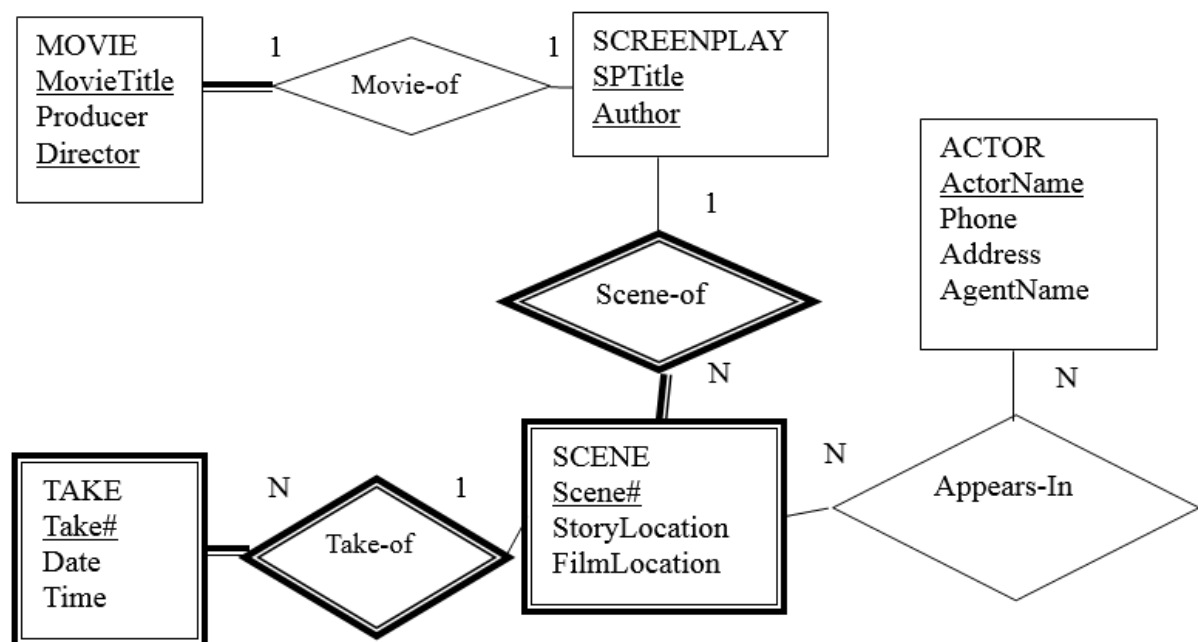 MOVIE
MovieTitle
Producer
Director
1
Movie-of
1
SCREENPLAY
SPTitle
Author
1
Scene-of
N
ACTOR
ActorName
Phone
Address
AgentName
N
Appears-In
N
SCENE
Scene#
StoryLocation
FilmLocation
1
Take-of
N
TAKE
Take#
Date
Time